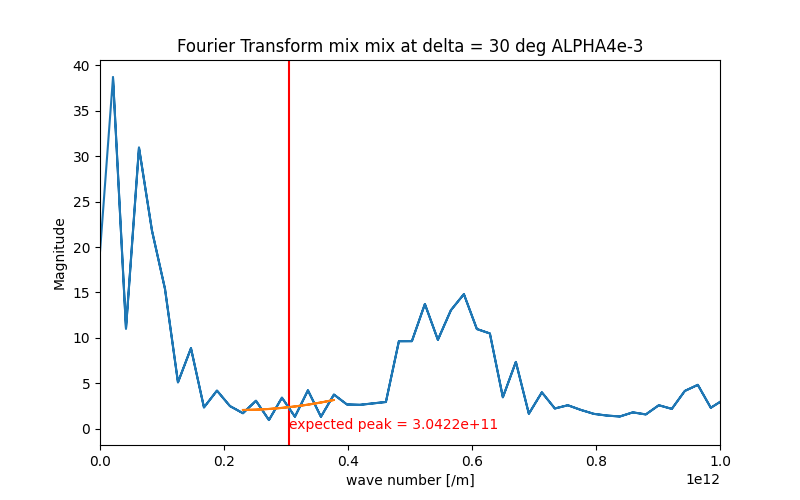 Fourier Transform mix mix at delta = 30 deg ALPHA4e-3
40
35
30
25
20
15
10
5
0
Magnitude
expected peak = 3.0422e+11
0.0 0.2 0.4 0.6 0.8 1.0
1e12
wave number [/m]